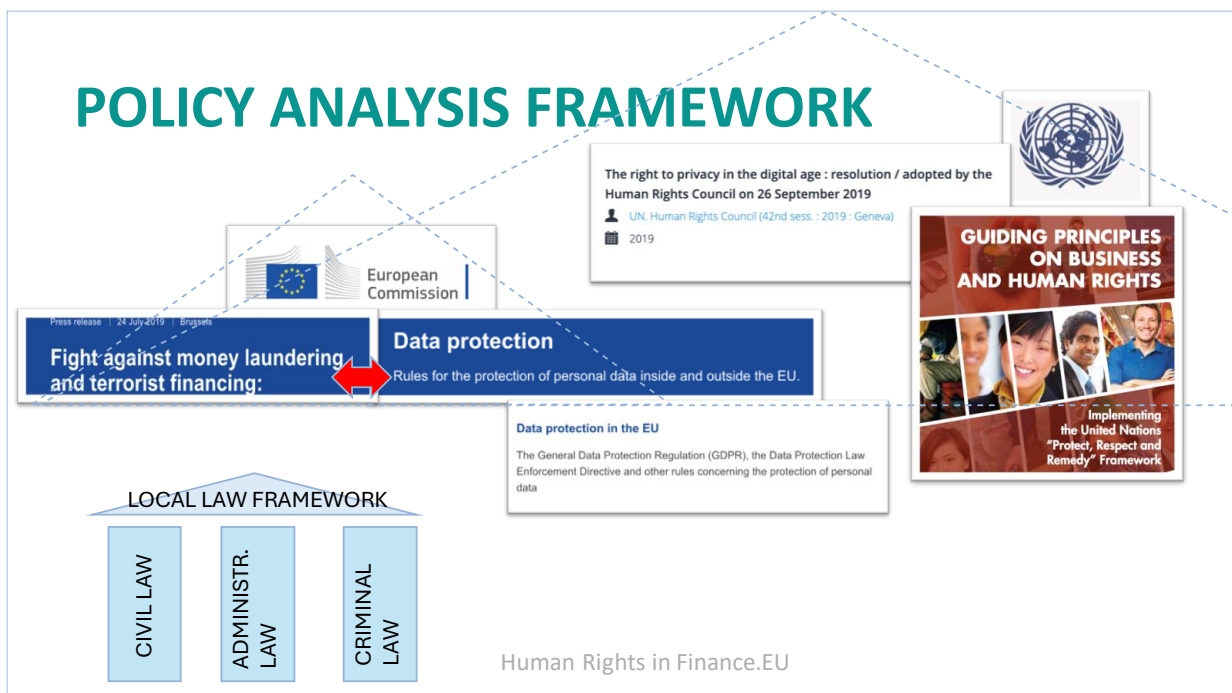 POLICY ANALYSIS FRAMEWORK
The right to privacy in the digital age : resolution / adopted by the
Human Rights Council on 26 September 2019
UN. Human Rights Council (42nd sess. : 2019 : Geneva)
2019
GUIDING PRINCIPLES
ON BUSINESS
AND HUMAN RIGHTS
Implementing
the United Nations
"Protect, Respect and
Remedy" Framework
European
Commission
Press release | 24 July 2019 | Brussels
Fight against money laundering
and terrorist financing:
Data protection
Rules for the protection of personal data inside and outside the EU.
Data protection in the EU
The General Data Protection Regulation (GDPR), the Data Protection Law
Enforcement Directive and other rules concerning the protection of personal
data
LOCAL LAW FRAMEWORK
CIVIL LAW
ADMINISTR.
LAW
CRIMINAL
LAW
Human Rights in Finance.EU